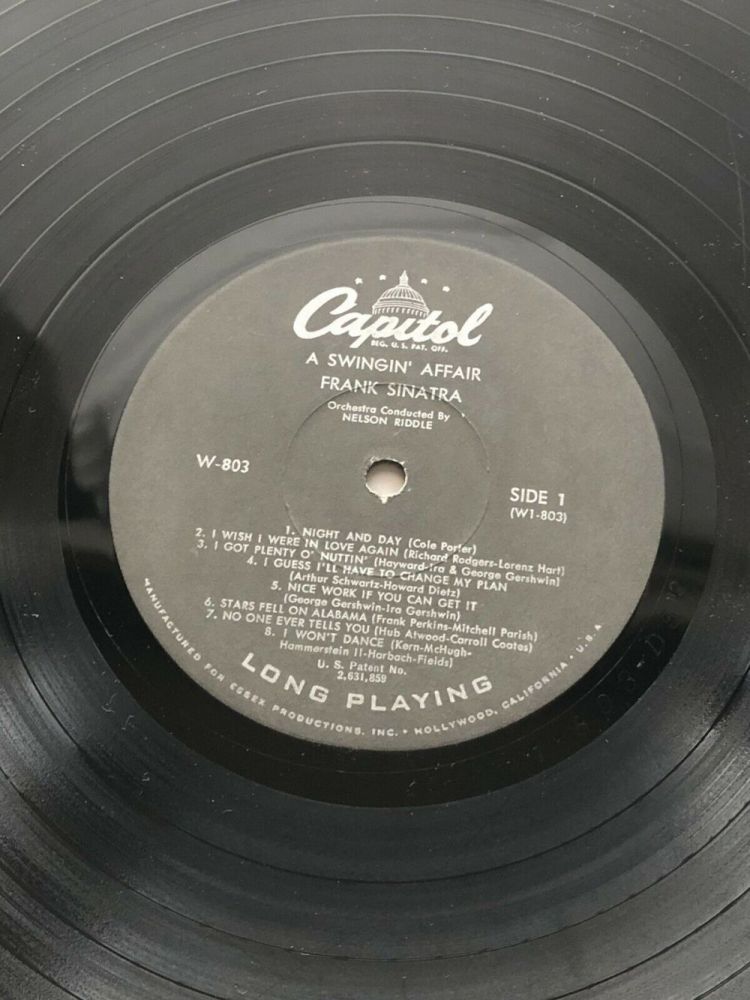 Capitol
REG. U. S. PAT. OFF.
A SWINGIN' AFFAIR
FRANK SINATRA
Orchestra Conducted By
NELSON RIDDLE
W-803
SIDE 1
(W1-803)
1. NIGHT AND DAY (Cole Porter)
2. I WISH I WERE IN LOVE AGAIN (Richard Rodgers-Lorenz Hart)
3. I GOT PLENTY O' NUTTIN' (Hayward-Ira & George Gershwin)
4. I GUESS I'LL HAVE TO CHANGE MY PLAN
(Arthur Schwartz-Howard Dietz)
5. NICE WORK IF YOU CAN GET IT
(George Gershwin-Ira Gershwin)
6. STARS FELL ON ALABAMA (Frank Perkins-Mitchell Parish)
7. NO ONE EVER TELLS YOU (Hub Atwood-Carroll Coates)
8. I WON'T DANCE (Kern-McHugh-
Hammerstein II-Harbach-Fields)
U. S. Patent No.
2,631,859
LONG PLAYING
MANUFACTURED FOR ESSEX PRODUCTIONS, INC. • HOLLYWOOD, CALIFORNIA • U.S.A.